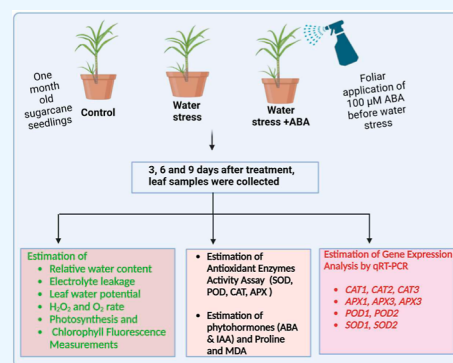 One
month
old
sugarcane
seedlings
Control
Water
stress
Water
stress +ABA
Foliar
application of
100 µM ABA
before water
stress
3, 6 and 9 days after treatment,
leaf samples were collected
Estimation of
• Relative water content
• Electrolyte leakage
• Leaf water potential
• H₂O₂ and O₂ rate
• Photosynthesis and
• Chlorophyll Fluorescence
Measurements
• Estimation of
Antioxidant Enzymes
Activity Assay (SOD,
POD, CAT, APX )
• Estimation of
phytohormones (ABA
& IAA) and Proline
and MDA
Estimation of Gene Expression
Analysis by qRT-PCR
• CAT1, CAT2, CAT3
• APX1, APX3, APX3
• POD1, POD2
• SOD1, SOD2